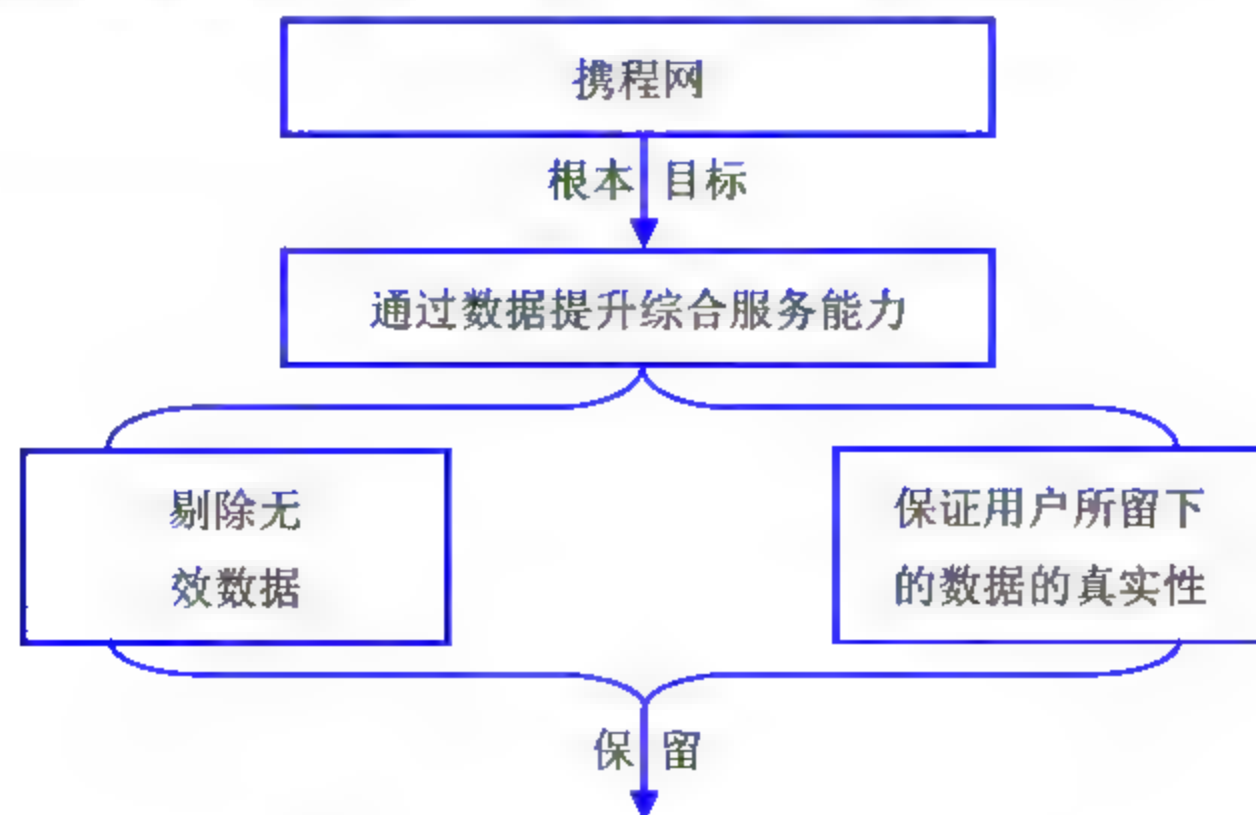 携程网
根本 目标
通过数据提升综合服务能力
剔除无
效数据
保证用户所留下
的数据的真实性
保 留